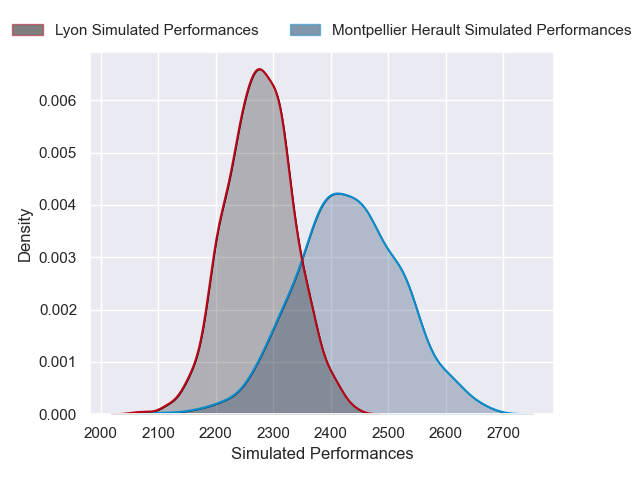 Lyon Simulated Performances Montpellier Herault Simulated Performances
0.006
0.005
0.004
0.003
0.002
0.001
0.000
Density
2000 2100 2200 2300 2400 2500 2600 2700
Simulated Performances